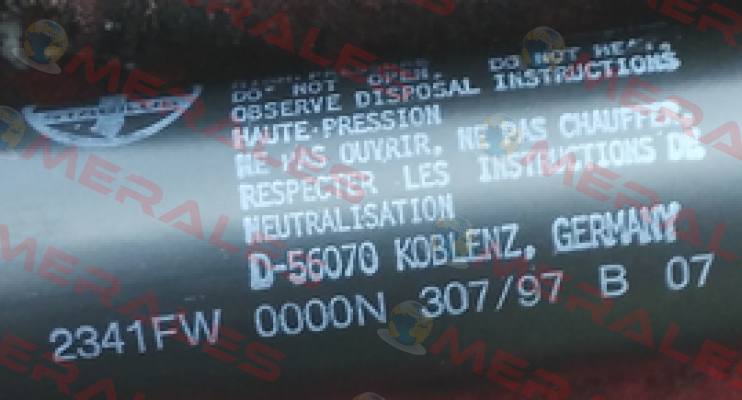 DO NOT OPEN. DO NOT HEAT.
OBSERVE DISPOSAL INSTRUCTIONS
HAUTE-PRESSION
NE PAS OUVRIR, NE PAS CHAUFFER.
RESPECTER LES INSTRUCTIONS DE
NEUTRALISATION
D-56070 KOBLENZ, GERMANY
2341FW 0000N 307/97 B 07
MERALES